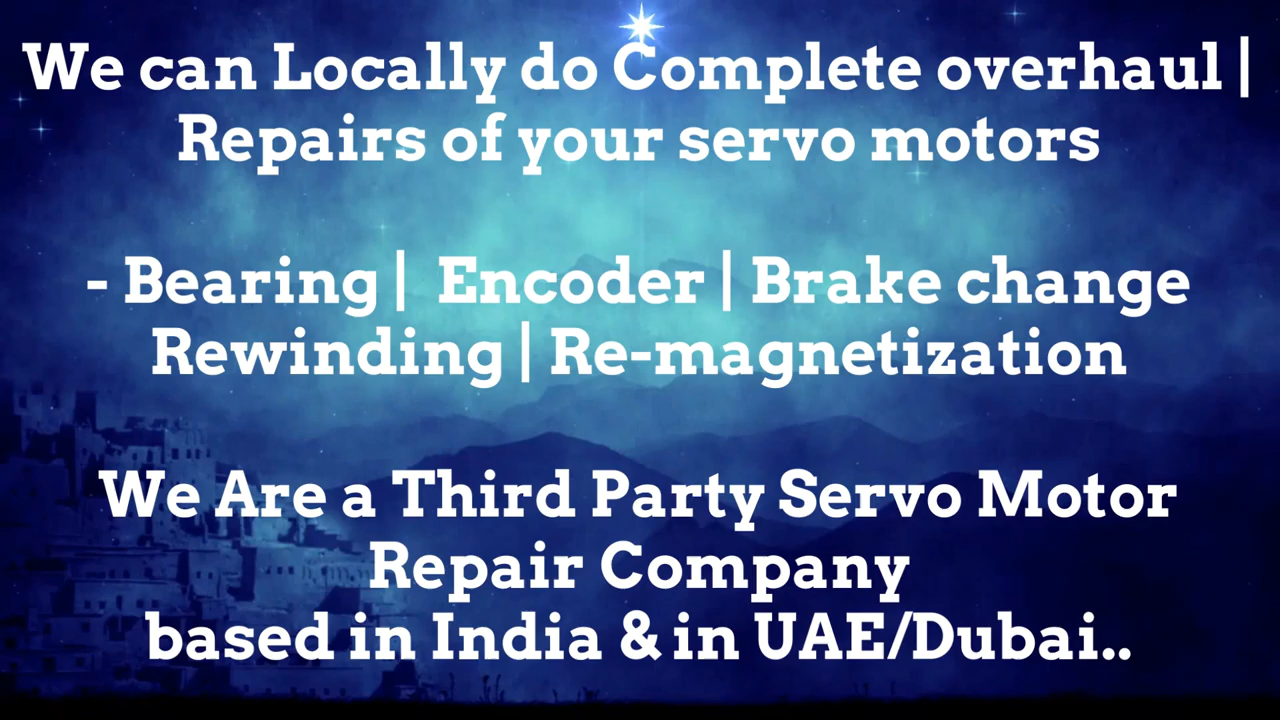 We can Locally do Complete overhaul |
Repairs of your servo motors
- Bearing | Encoder | Brake change
Rewinding | Re-magnetization
We Are a Third Party Servo Motor
Repair Company
based in India & in UAE/Dubai..